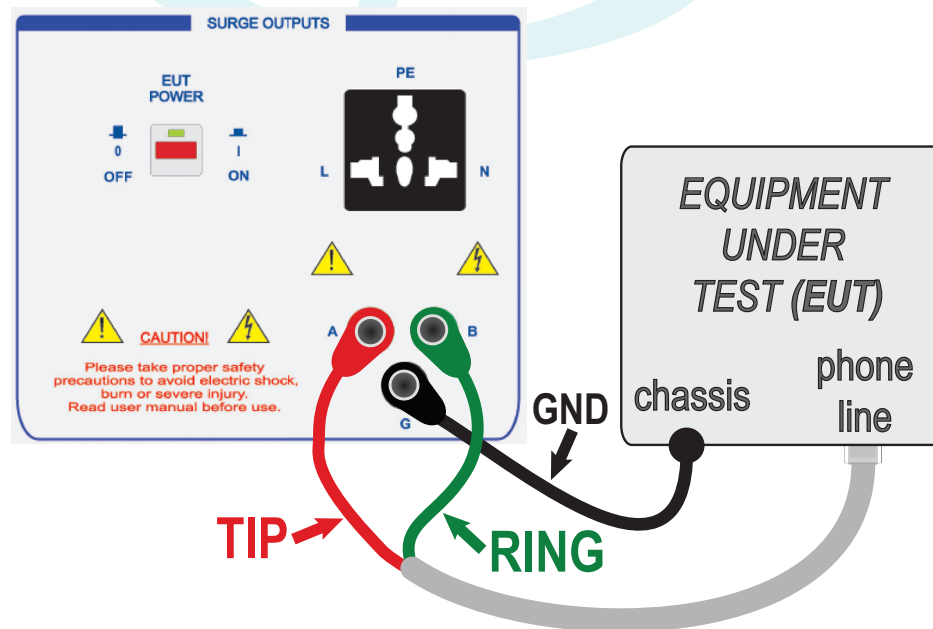 SURGE OUTPUTS
EUT
POWER
0
OFF
I
ON
PE
L
N
CAUTION!
Please take proper safety
precautions to avoid electric shock,
burn or severe injury.
Read user manual before use.
A
B
G
GND
TIP
RING
EQUIPMENT
UNDER
TEST (EUT)
chassis
phone
line